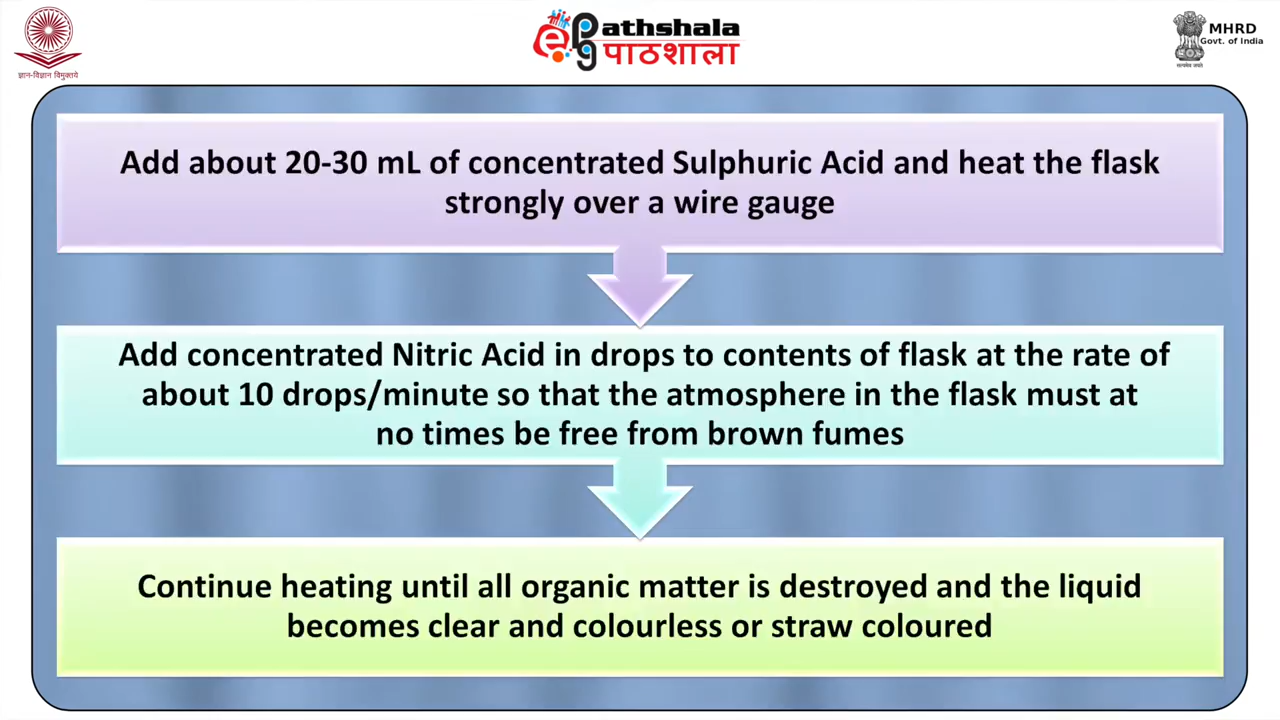 ज्ञान-विज्ञान विमुक्तये
epg
athshala
पाठशाला
MHRD
Govt. of India
सत्यमेव जयते
Add about 20-30 mL of concentrated Sulphuric Acid and heat the flask
strongly over a wire gauge
Add concentrated Nitric Acid in drops to contents of flask at the rate of
about 10 drops/minute so that the atmosphere in the flask must at
no times be free from brown fumes
Continue heating until all organic matter is destroyed and the liquid
becomes clear and colourless or straw coloured